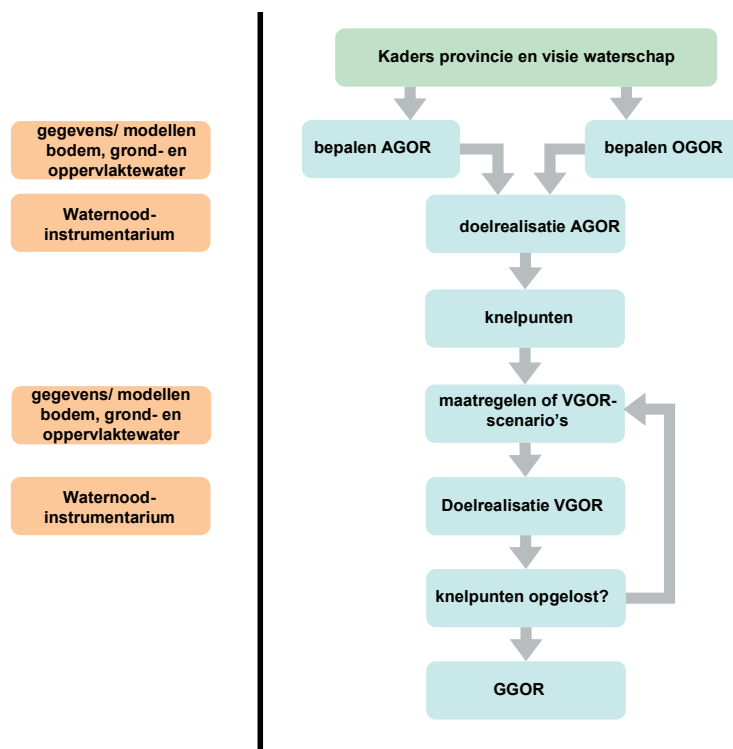 Kaders provincie en visie waterschap
gegevens/ modellen
bodem, grond- en
oppervlaktewater
bepalen AGOR
bepalen OGOR
Waternood-
instrumentarium
doelrealisatie AGOR
knelpunten
gegevens/ modellen
bodem, grond- en
oppervlaktewater
maatregelen of VGOR-
scenario's
Waternood-
instrumentarium
Doelrealisatie VGOR
knelpunten opgelost?
GGOR